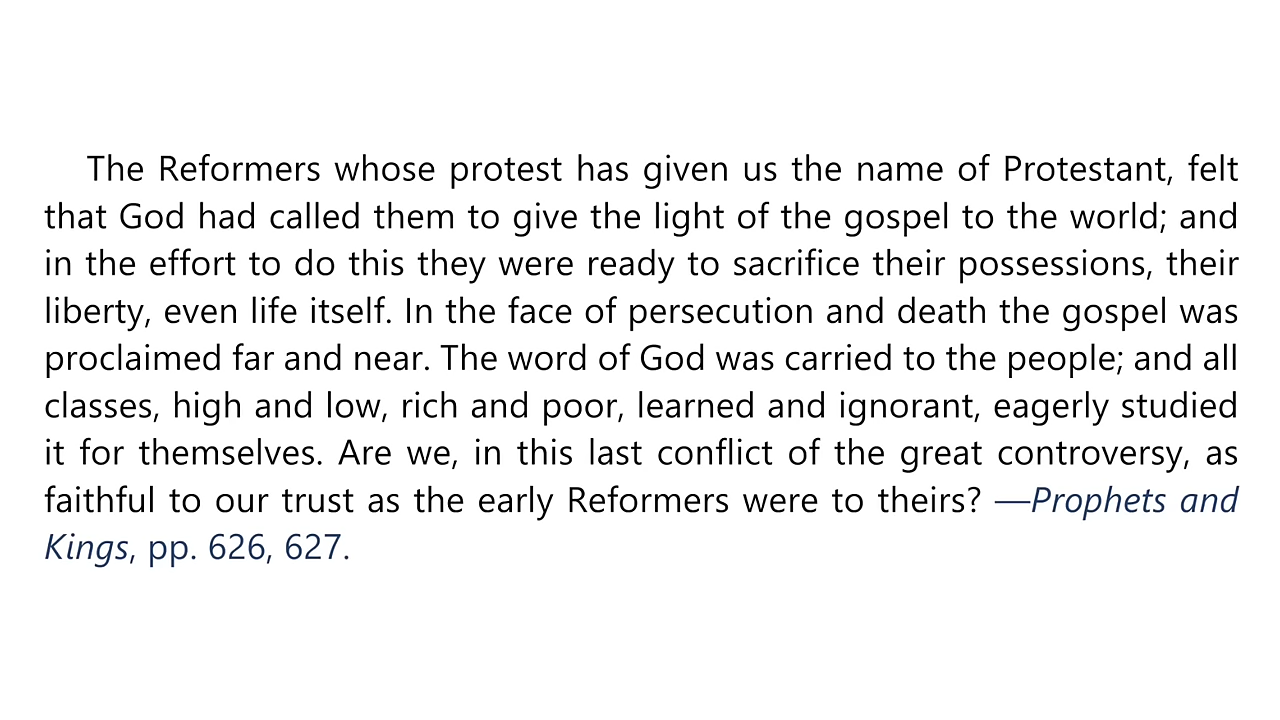 The Reformers whose protest has given us the name of Protestant, felt
that God had called them to give the light of the gospel to the world; and
in the effort to do this they were ready to sacrifice their possessions, their
liberty, even life itself. In the face of persecution and death the gospel was
proclaimed far and near. The word of God was carried to the people; and all
classes, high and low, rich and poor, learned and ignorant, eagerly studied
it for themselves. Are we, in this last conflict of the great controversy, as
faithful to our trust as the early Reformers were to theirs? —Prophets and
Kings, pp. 626, 627.